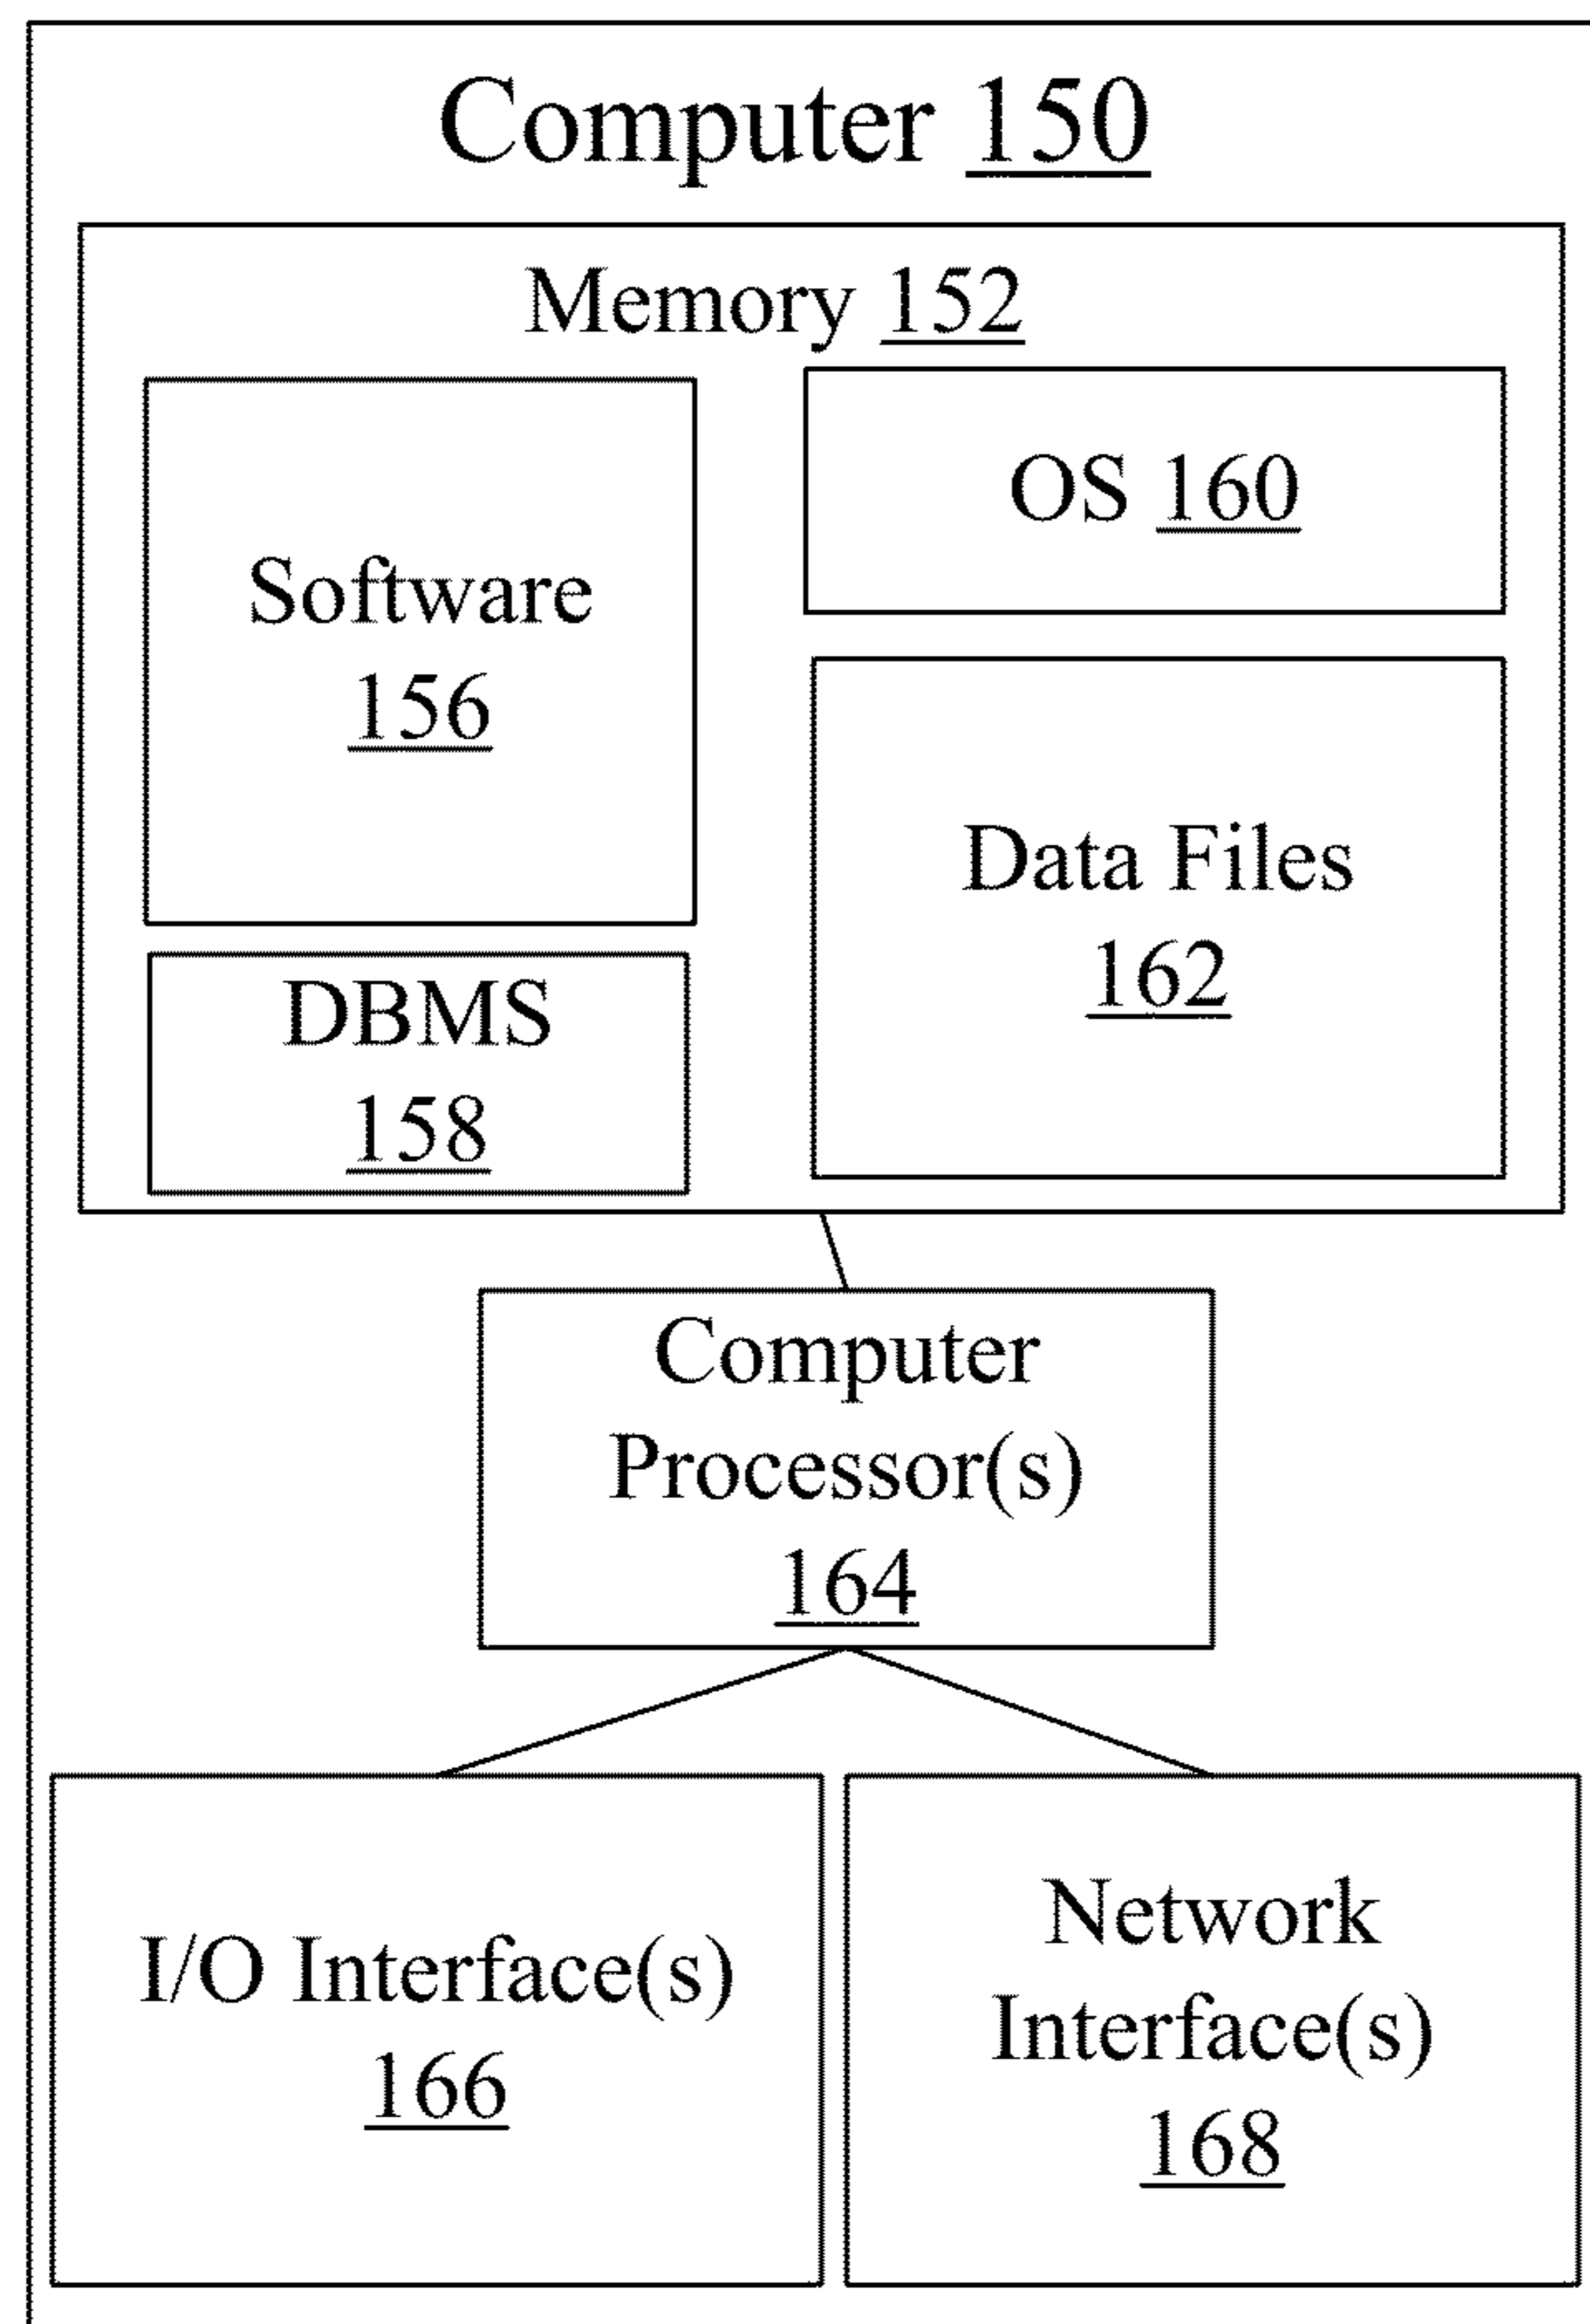 Computer 150
Memory 152
Software
156
OS 160
Data Files
162
DBMS
158
Computer
Processor(s)
164
I/O Interface(s)
166
Network
Interface(s)
168